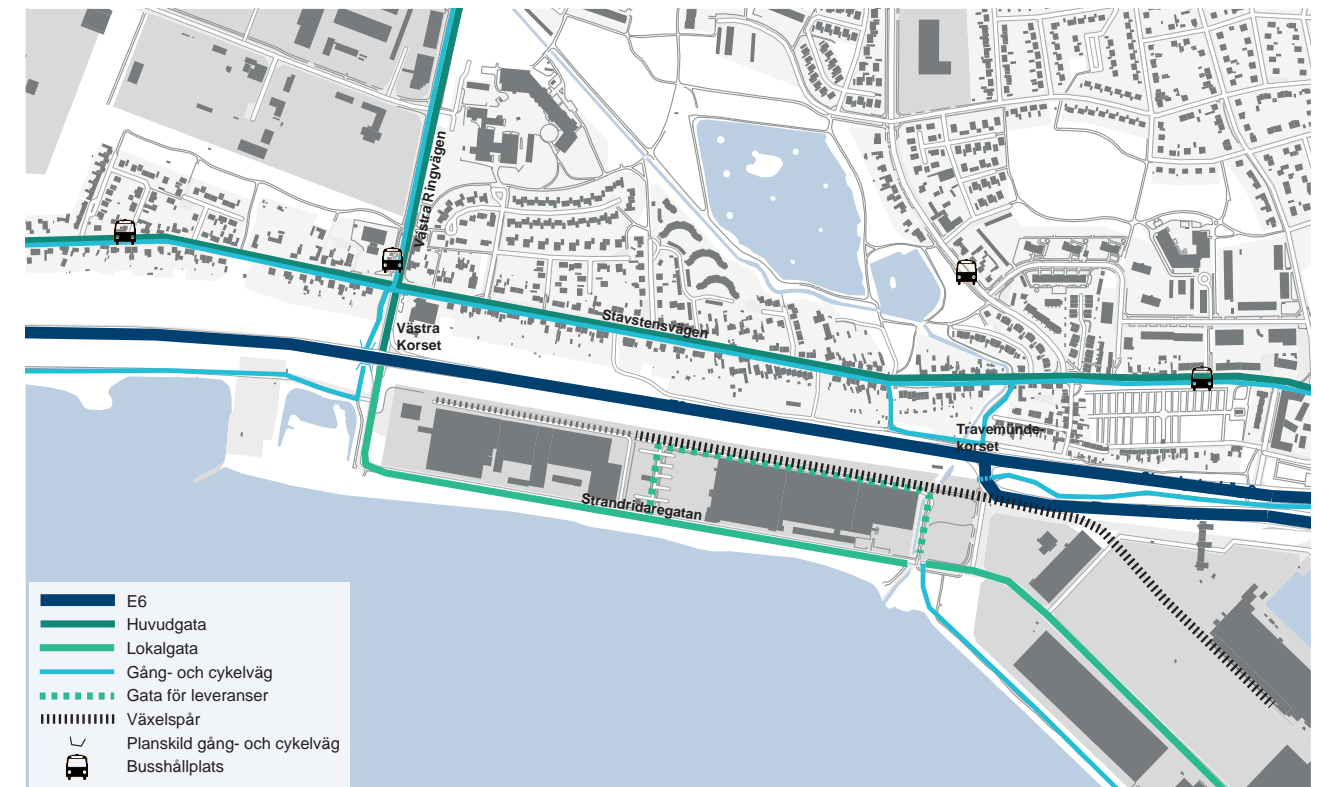 Västra Ringvägen
Västra
Korset
Stavstensvägen
Travemünde-
korset
Strandridaregatan
E6
Huvudgata
Lokalgata
Gång- och cykelväg
Gata för leveranser
Växelspår
Planskild gång- och cykelväg
Busshållplats